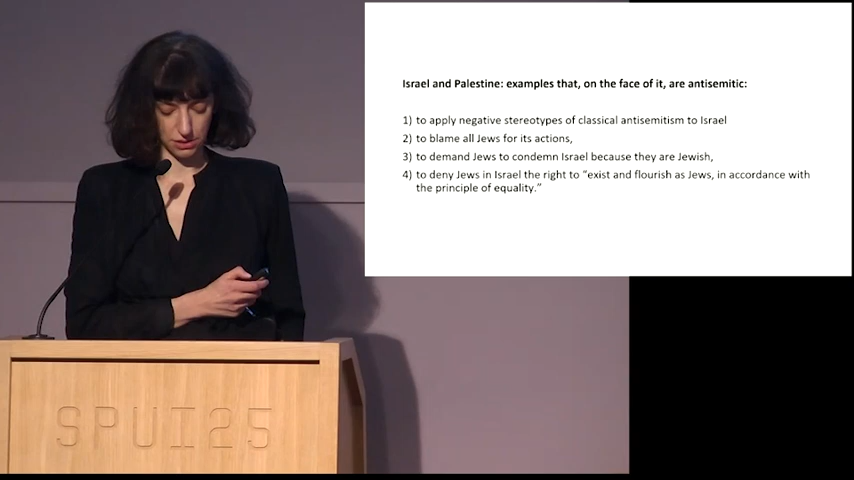 Israel and Palestine: examples that, on the face of it, are antisemitic:
1) to apply negative stereotypes of classical antisemitism to Israel
2) to blame all Jews for its actions,
3) to demand Jews to condemn Israel because they are Jewish,
4) to deny Jews in Israel the right to “exist and flourish as Jews, in accordance with
the principle of equality.”
SPUI25